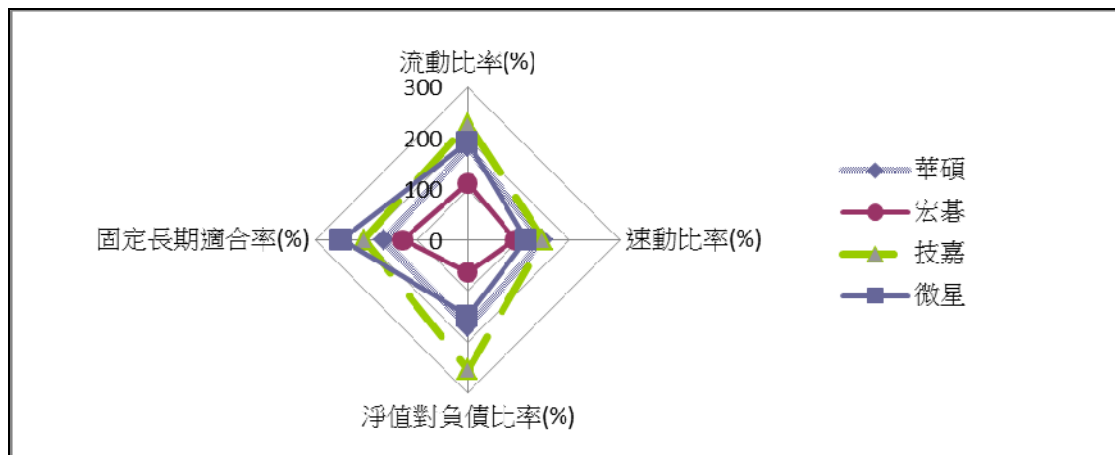 流動比率(%)
300
200
100
0
固定長期適合率(%)
速動比率(%)
淨值對負債比率(%)
華碩
宏碁
技嘉
微星